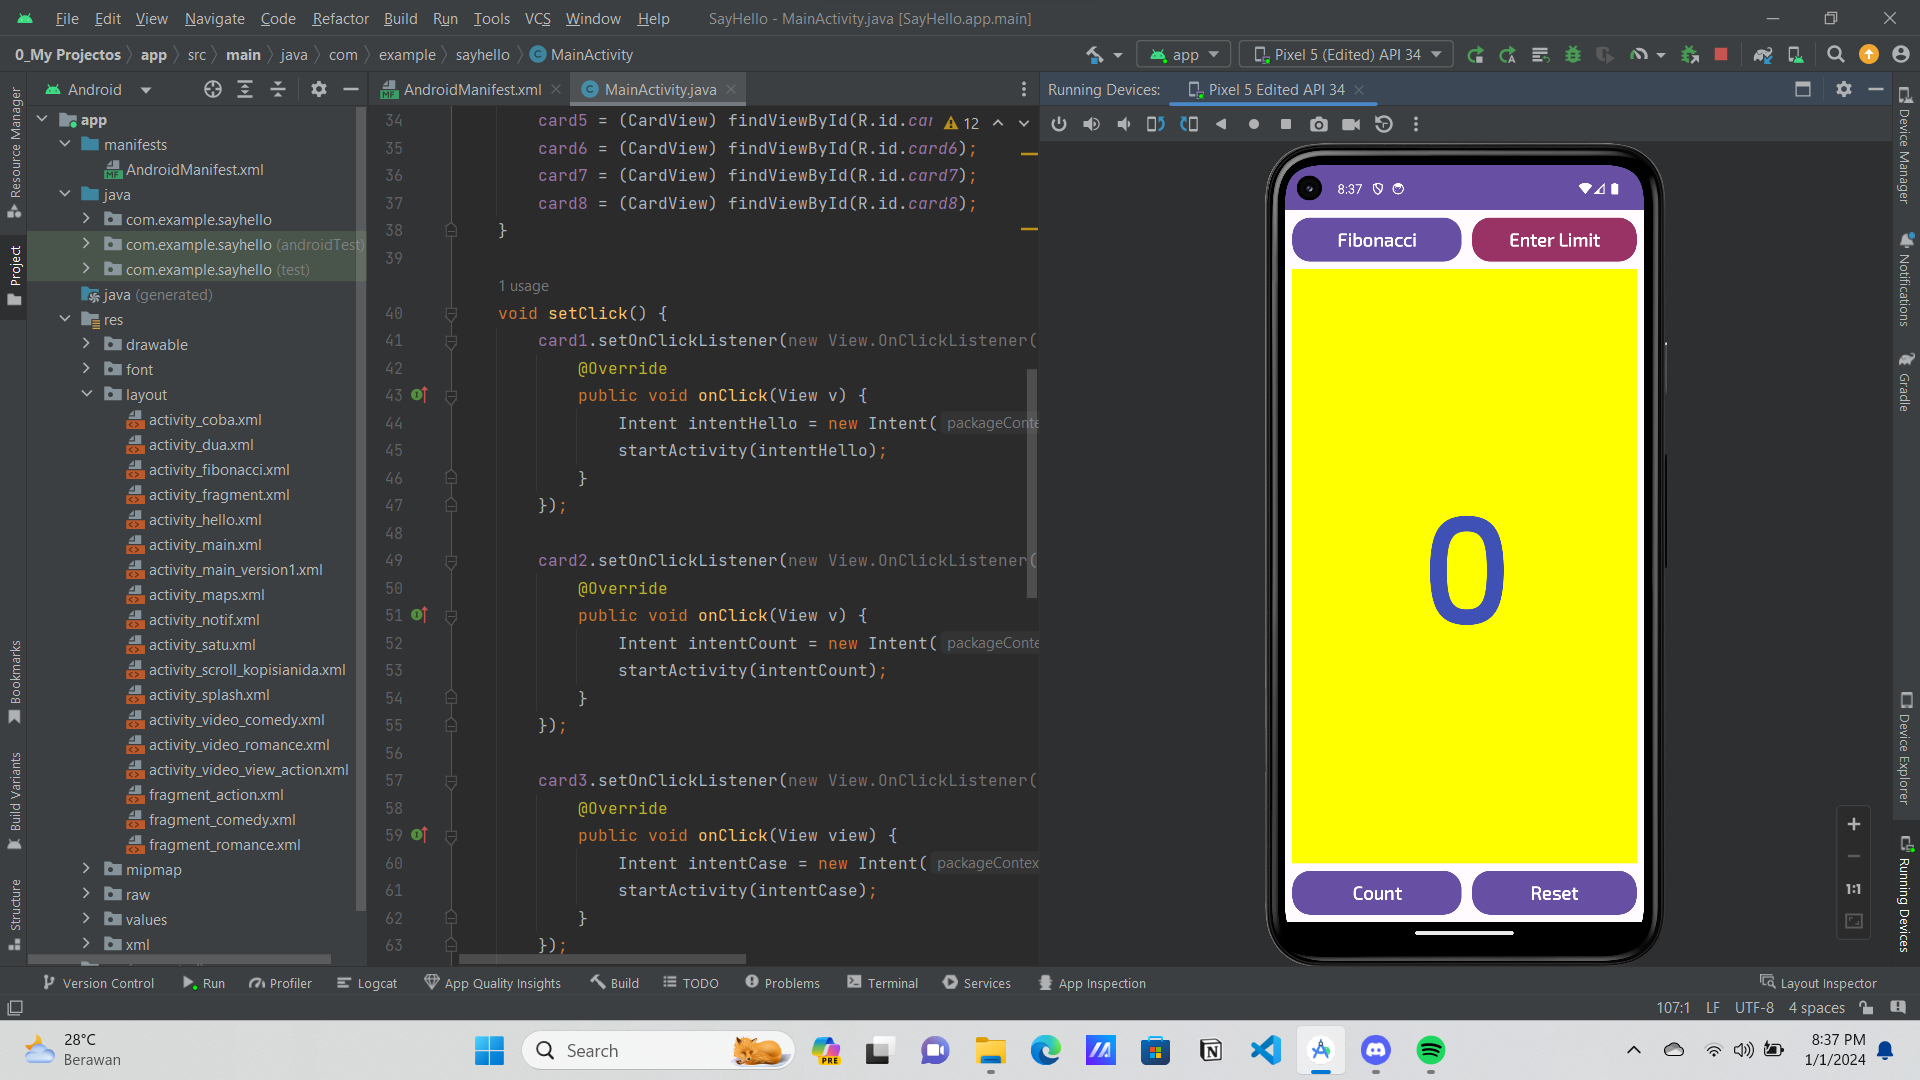 File Edit View Navigate Code Refactor Build Run Tools VCS Window Help SayHello - MainActivity.java [SayHello.app.main]
0_My Projectos app src main java com example sayhello MainActivity app Pixel 5 (Edited) API 34
Android
AndroidManifest.xml MainActivity.java
Running Devices: Pixel 5 Edited API 34
Resource Manager
Project
Bookmarks
Build Variants
Structure
app
manifests
AndroidManifest.xml
java
com.example.sayhello
com.example.sayhello (androidTest)
com.example.sayhello (test)
java (generated)
res
drawable
font
layout
activity_coba.xml
activity_dua.xml
activity_fibonacci.xml
activity_fragment.xml
activity_hello.xml
activity_main.xml
activity_main_version1.xml
activity_maps.xml
activity_notif.xml
activity_satu.xml
activity_scroll_kopisianida.xml
activity_splash.xml
activity_video_comedy.xml
activity_video_romance.xml
activity_video_view_action.xml
fragment_action.xml
fragment_comedy.xml
fragment_romance.xml
mipmap
raw
values
xml
12
34 card5 = (CardView) findViewById(R.id.car
35 card6 = (CardView) findViewById(R.id.card6);
36 card7 = (CardView) findViewById(R.id.card7);
37 card8 = (CardView) findViewById(R.id.card8);
38 }
39
1 usage
40 void setClick() {
41 card1.setOnClickListener(new View.OnClickListener(
42 @Override
43 public void onClick(View v) {
44 Intent intentHello = new Intent( packageConte
45 startActivity(intentHello);
46 }
47 });
48
49 card2.setOnClickListener(new View.OnClickListener(
50 @Override
51 public void onClick(View v) {
52 Intent intentCount = new Intent( packageConte
53 startActivity(intentCount);
54 }
55 });
56
57 card3.setOnClickListener(new View.OnClickListener(
58 @Override
59 public void onClick(View view) {
60 Intent intentCase = new Intent( packageContex
61 startActivity(intentCase);
62 }
63 });
8:37
Fibonacci Enter Limit
0
Count Reset
1:1
Device Manager
Notifications
Gradle
Device Explorer
Running Devices
Version Control Run Profiler Logcat App Quality Insights Build TODO Problems Terminal Services App Inspection Layout Inspector
107:1 LF UTF-8 4 spaces
28°C
Berawan
Search
PRE
8:37 PM
1/1/2024